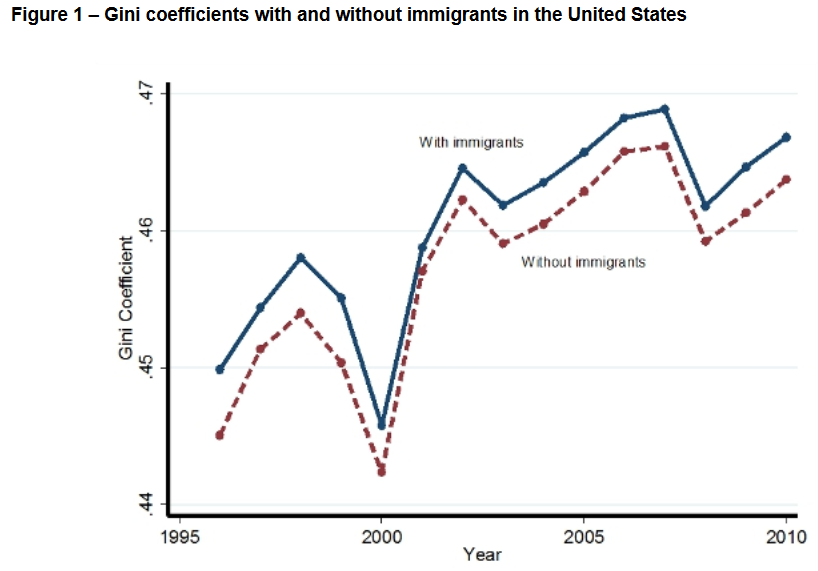 Figure 1 – Gini coefficients with and without immigrants in the United States
.47
With immigrants
.46
Without immigrants
Gini Coefficient
.45
.44
1995 2000 2005 2010
Year